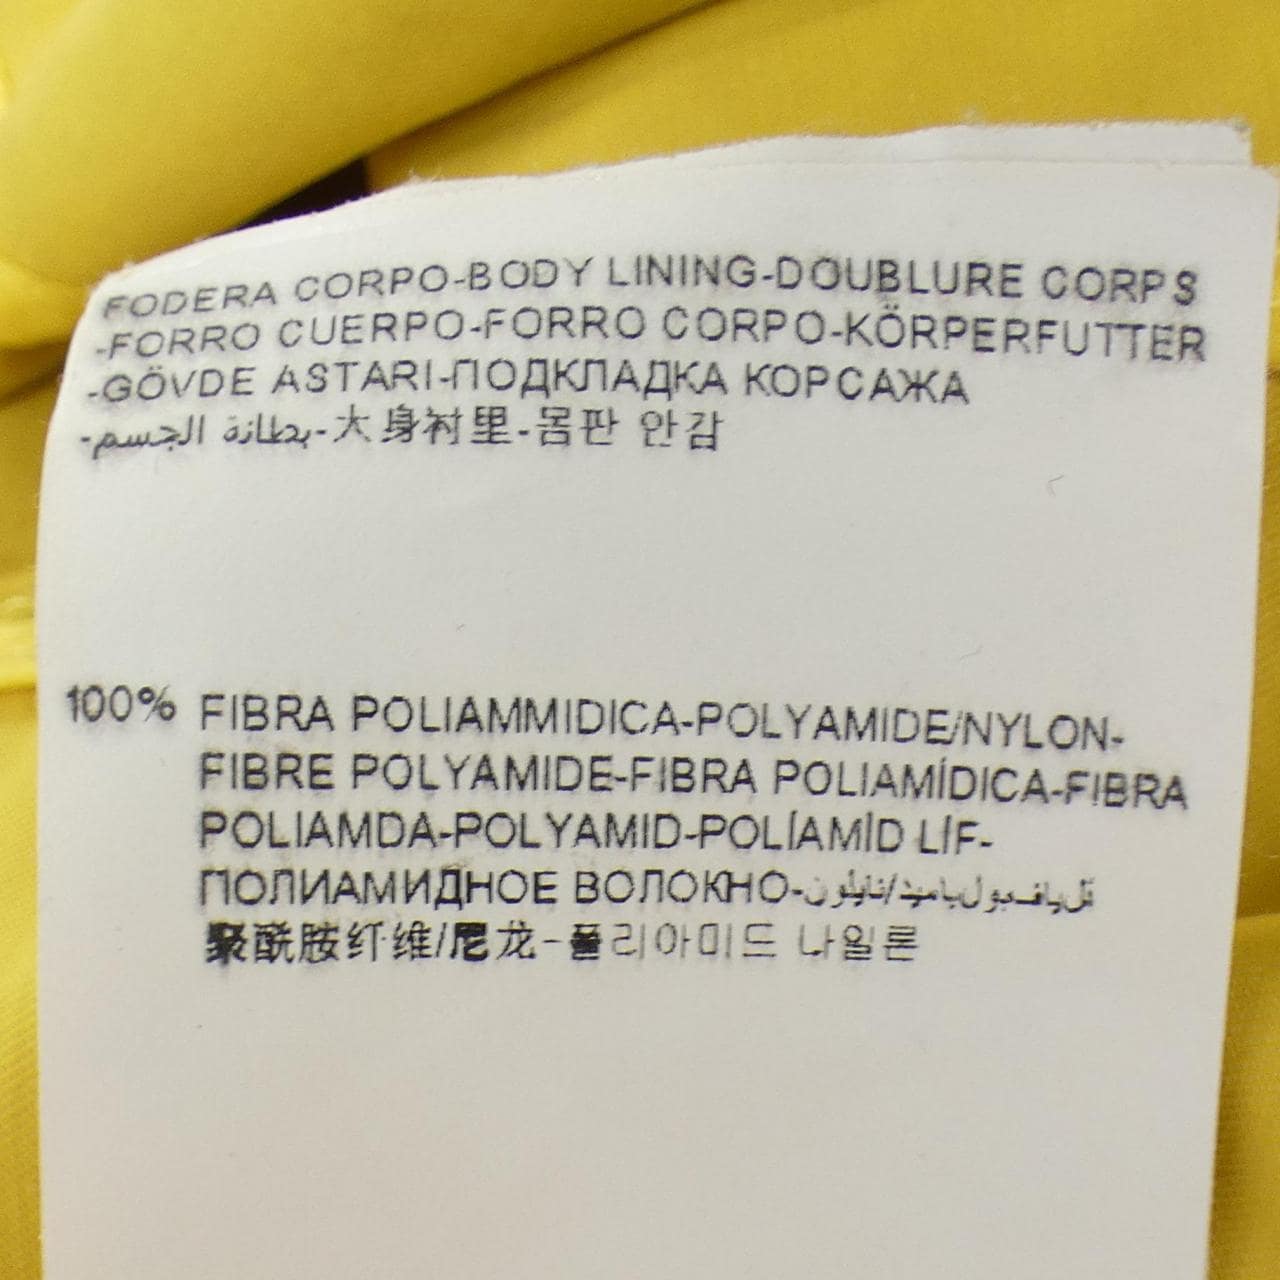 FODERA CORPO-BODY LINING-DOUBLURE CORPS
-FORRO CUERPO-FORRO CORPO-KÖRPERFUTTER
-GÖVDE ASTARI-ПОДКЛАДКА КОРСАЖА
-بطانة الجسم-大身衬里-몸판 안감
100% FIBRA POLIAMMIDICA-POLYAMIDE/NYLON-
FIBRE POLYAMIDE-FIBRA POLIAMÍDICA-FIBRA
POLIAMDA-POLYAMID-POLİAMİD LİF-
ПОЛИАМИДНОЕ ВОЛОКНО-
聚酰胺纤维/尼龙-폴리아미드 나일론